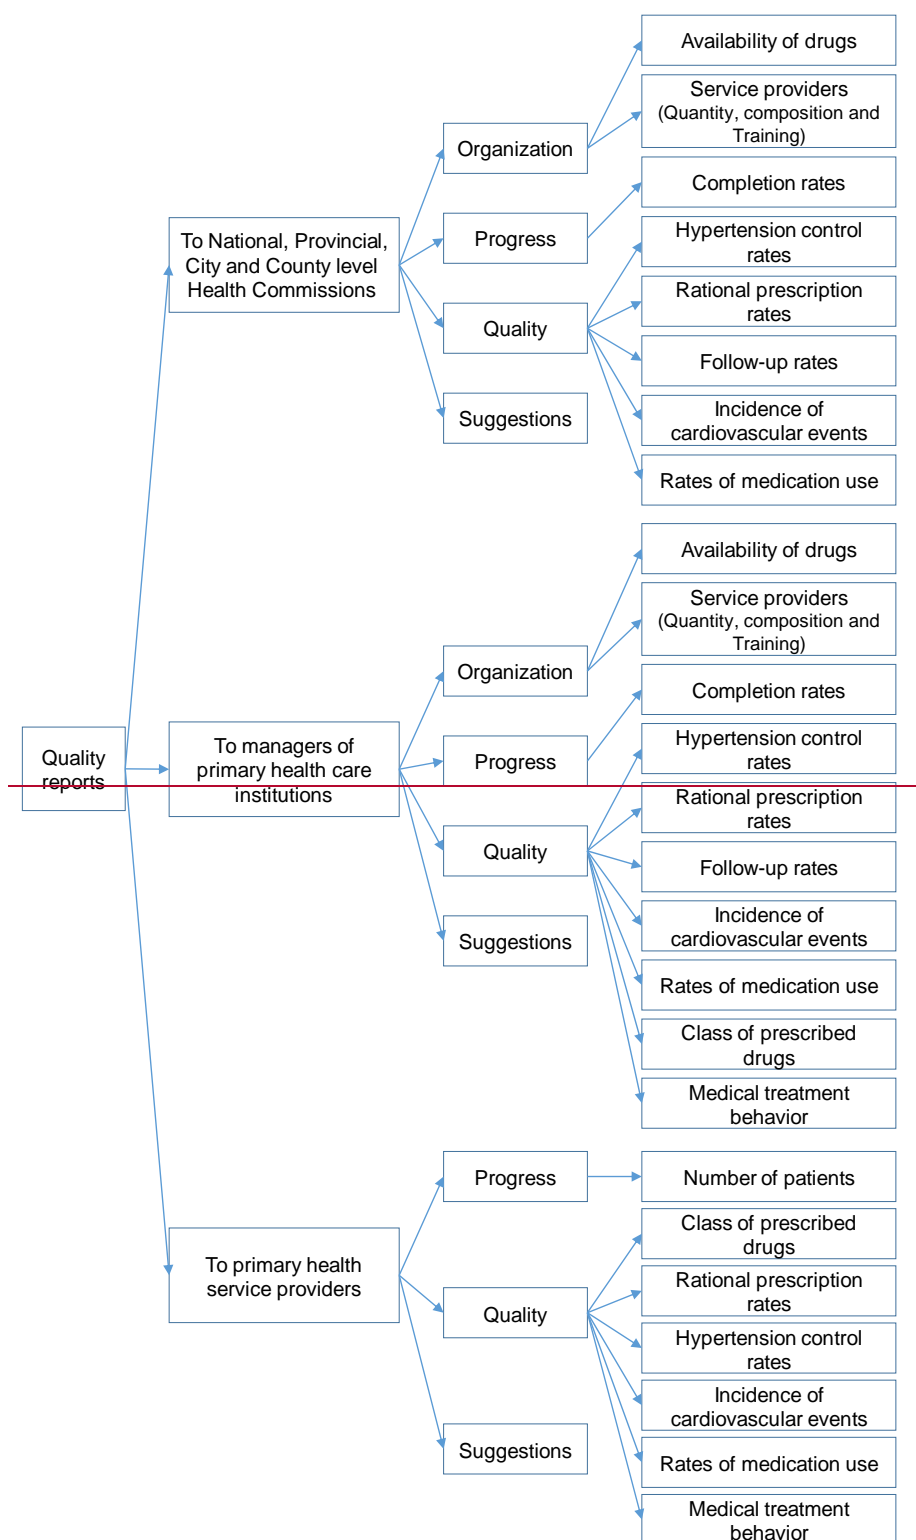 Quality
reports
To National, Provincial,
City and County level
Health Commissions
Organization
Availability of drugs
Service providers
(Quantity, composition and
Training)
Progress
Completion rates
Quality
Hypertension control
rates
Rational prescription
rates
Follow-up rates
Incidence of
cardiovascular events
Rates of medication use
Suggestions
To managers of
primary health care
institutions
Organization
Availability of drugs
Service providers
(Quantity, composition and
Training)
Progress
Completion rates
Quality
Hypertension control
rates
Rational prescription
rates
Follow-up rates
Incidence of
cardiovascular events
Rates of medication use
Class of prescribed
drugs
Medical treatment
behavior
Suggestions
To primary health
service providers
Progress
Number of patients
Quality
Class of prescribed
drugs
Rational prescription
rates
Hypertension control
rates
Incidence of
cardiovascular events
Rates of medication use
Medical treatment
behavior
Suggestions